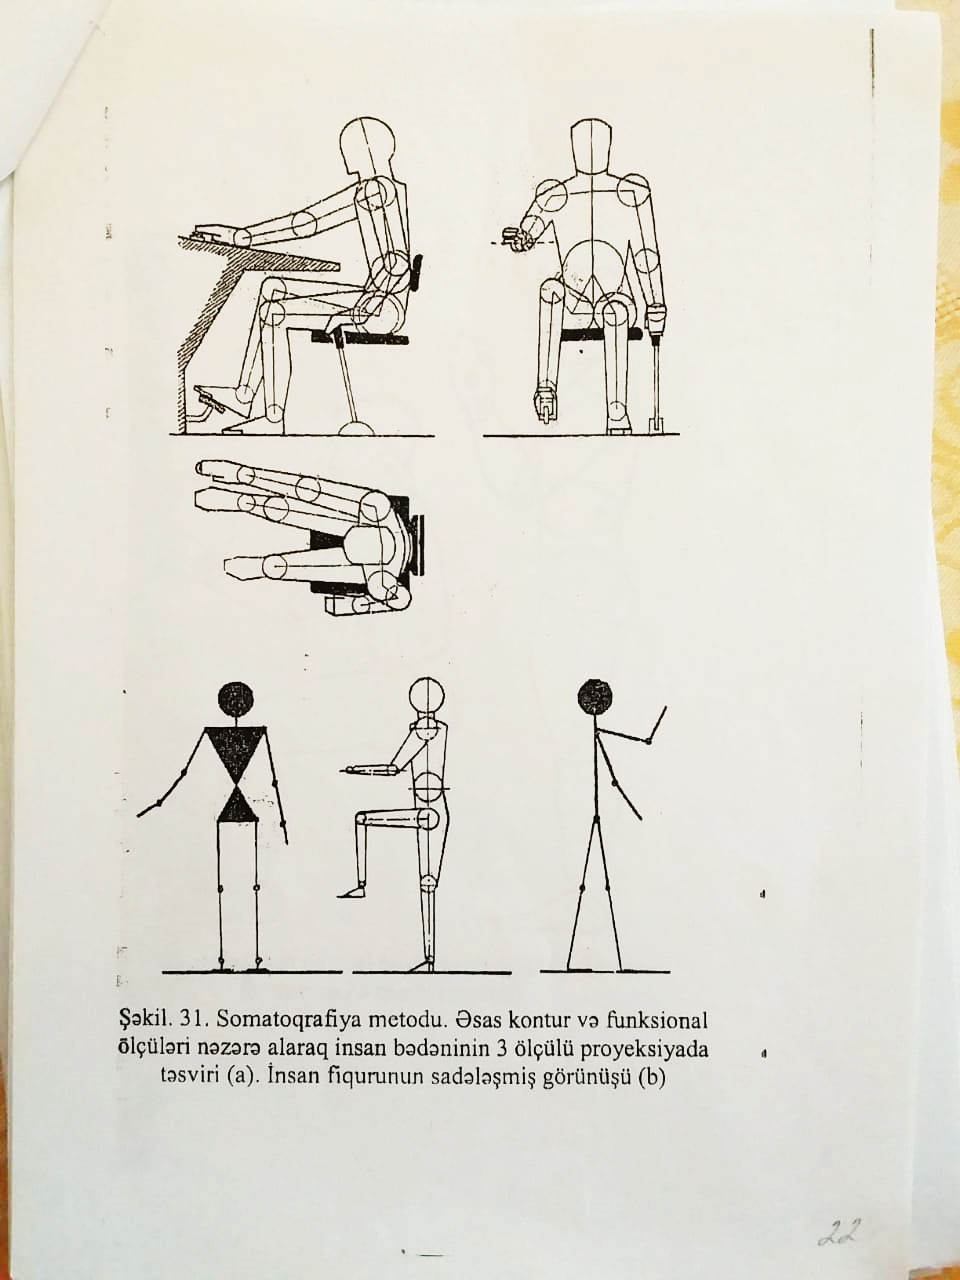 Şəkil. 31. Somatoqrafiya metodu. Əsas kontur və funksional
ölçüləri nəzərə alaraq insan bədəninin 3 ölçülü proyeksiyada
təsviri (a). İnsan fiqurunun sadələşmiş görünüşü (b)
22